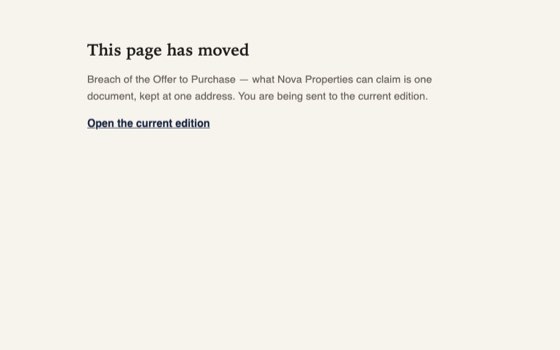 This page has moved
Breach of the Offer to Purchase — what Nova Properties can claim is one
document, kept at one address. You are being sent to the current edition.
Open the current edition